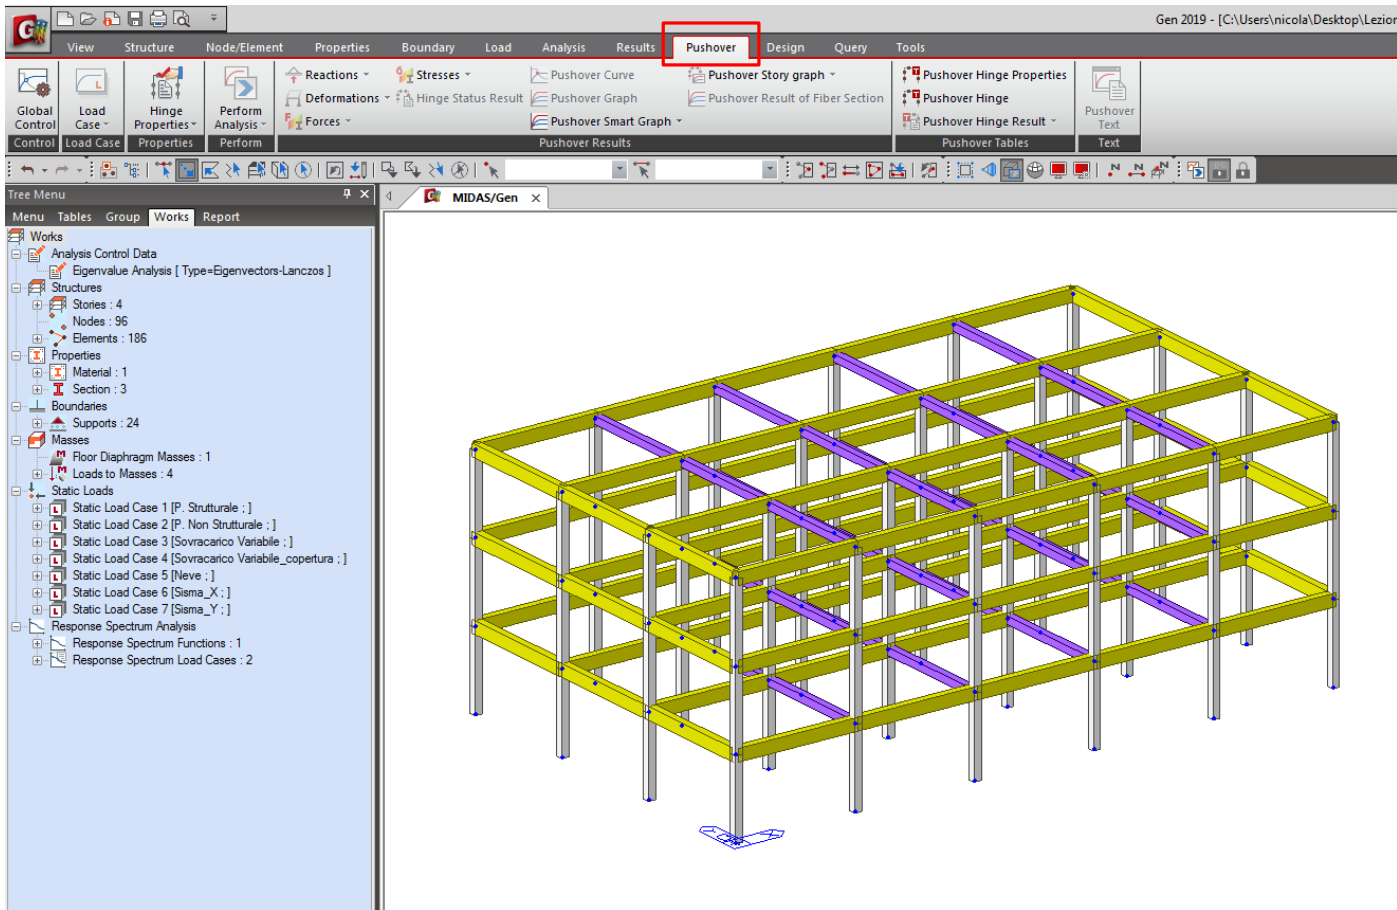 Gen 2019 - [C:\Users\nicola\Desktop\Lezion
View Structure Node/Element Properties Boundary Load Analysis Results Pushover Design Query Tools
Global Control
Load Case
Hinge Properties
Perform Analysis
Reactions
Deformations
Forces
Stresses
Hinge Status Result
Pushover Curve
Pushover Graph
Pushover Smart Graph
Pushover Story graph
Pushover Result of Fiber Section
Pushover Hinge Properties
Pushover Hinge
Pushover Hinge Result
Pushover Text
Control Load Case Properties Perform Pushover Results Pushover Tables Text
Tree Menu
Menu Tables Group Works Report
MIDAS/Gen
Works
Analysis Control Data
Eigenvalue Analysis [ Type=Eigenvectors-Lanczos ]
Structures
Stories : 4
Nodes : 96
Elements : 186
Properties
Material : 1
Section : 3
Boundaries
Supports : 24
Masses
Floor Diaphragm Masses : 1
Loads to Masses : 4
Static Loads
Static Load Case 1 [P. Strutturale ; ]
Static Load Case 2 [P. Non Strutturale ; ]
Static Load Case 3 [Sovracarico Variabile ; ]
Static Load Case 4 [Sovracarico Variabile_copertura ; ]
Static Load Case 5 [Neve ; ]
Static Load Case 6 [Sisma_X ; ]
Static Load Case 7 [Sisma_Y ; ]
Response Spectrum Analysis
Response Spectrum Functions : 1
Response Spectrum Load Cases : 2